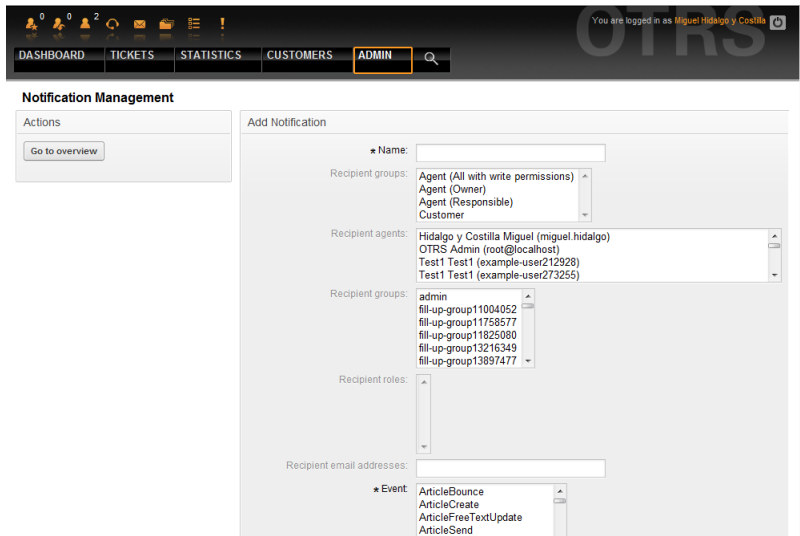 0 0 2
You are logged in as Miguel Hidalgo y Costilla
OTRS
DASHBOARD TICKETS STATISTICS CUSTOMERS ADMIN
Notification Management
Actions
Go to overview
Add Notification
★ Name:
Recipient groups:
Agent (All with write permissions)
Agent (Owner)
Agent (Responsible)
Customer
Recipient agents:
Hidalgo y Costilla Miguel (miguel.hidalgo)
OTRS Admin (root@localhost)
Test1 Test1 (example-user212928)
Test1 Test1 (example-user273255)
Recipient groups:
admin
fill-up-group11004052
fill-up-group11758577
fill-up-group11825080
fill-up-group13216349
fill-up-group13897477
Recipient roles:
Recipient email addresses:
★ Event:
ArticleBounce
ArticleCreate
ArticleFreeTextUpdate
ArticleSend